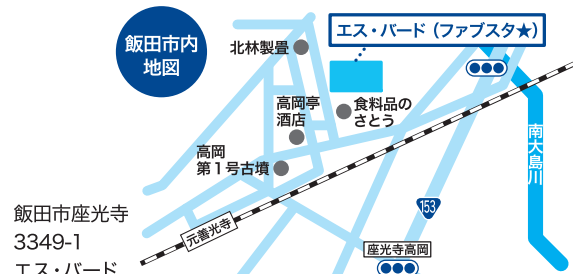 飯田市内
地図
北林製畳
エス・バード（ファブスタ★）
高岡亭
酒店
食料品の
さとう
高岡
第１号古墳
南大島川
元善光寺
153
座光寺高岡
飯田市座光寺
3349-1
エス・バード